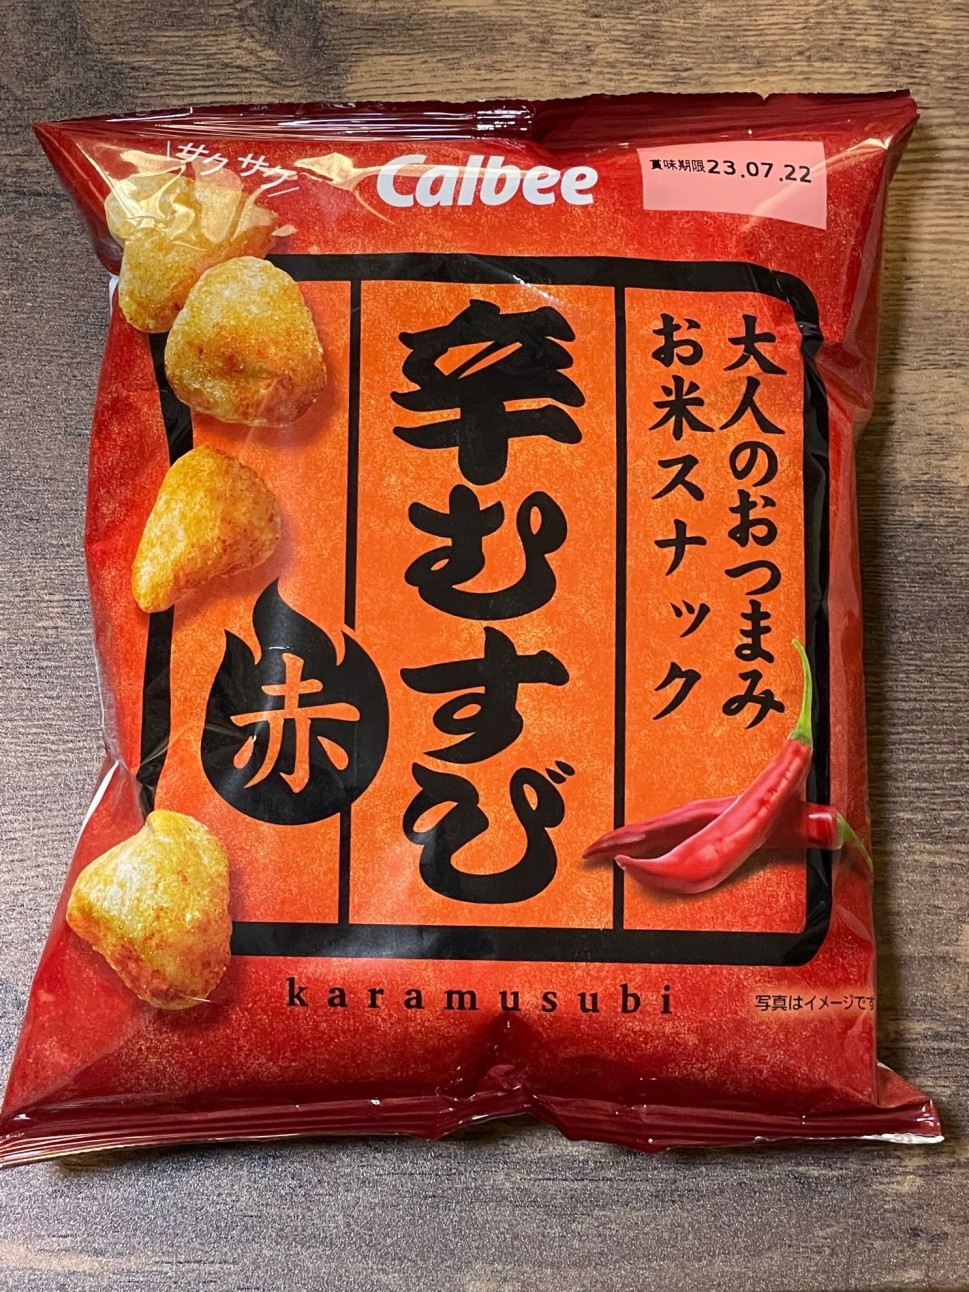 サクサク
Calbee
賞味期限23.07.22
大人のおつまみ
お米スナック
辛むすび
赤
karamusubi
写真はイメージです